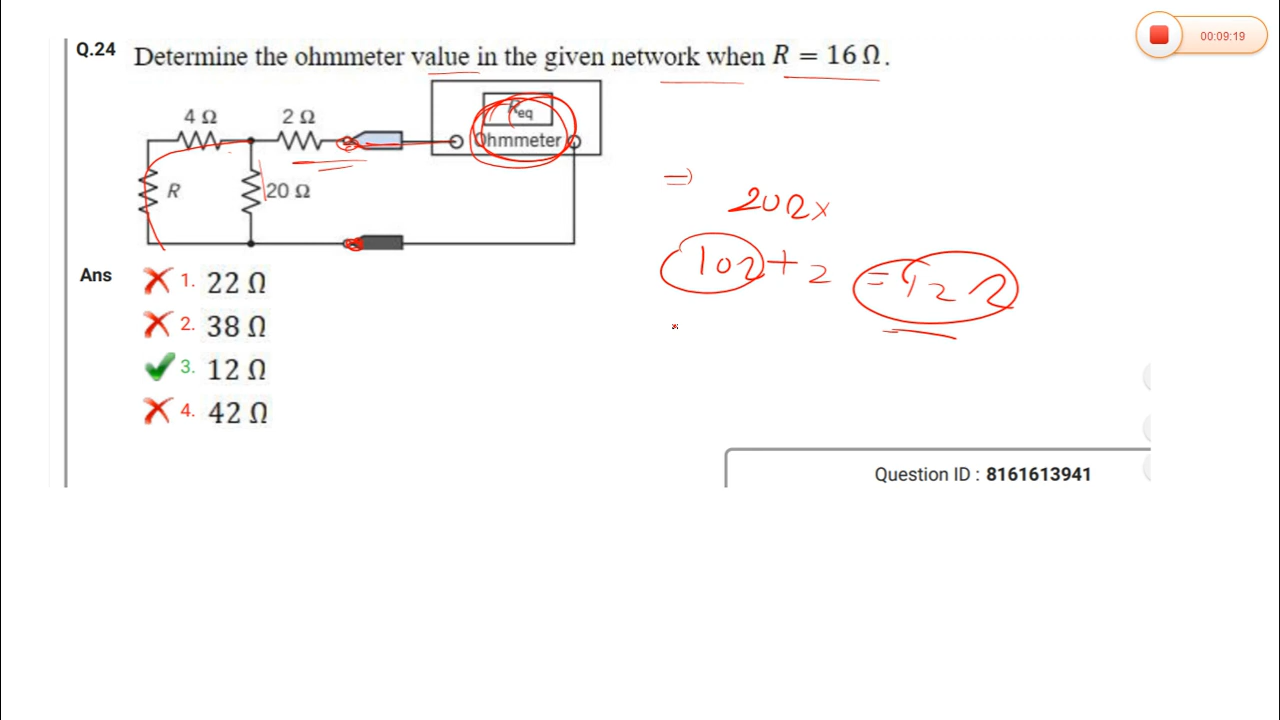 00:09:19
Q.24 Determine the ohmmeter value in the given network when R = 16 Ω.
Req
4 Ω 2 Ω
Ohmmeter
R 20 Ω
⇒
20Ωx
10Ω + 2 = 12Ω
Ans
1. 22 Ω
2. 38 Ω
3. 12 Ω
4. 42 Ω
Question ID : 8161613941